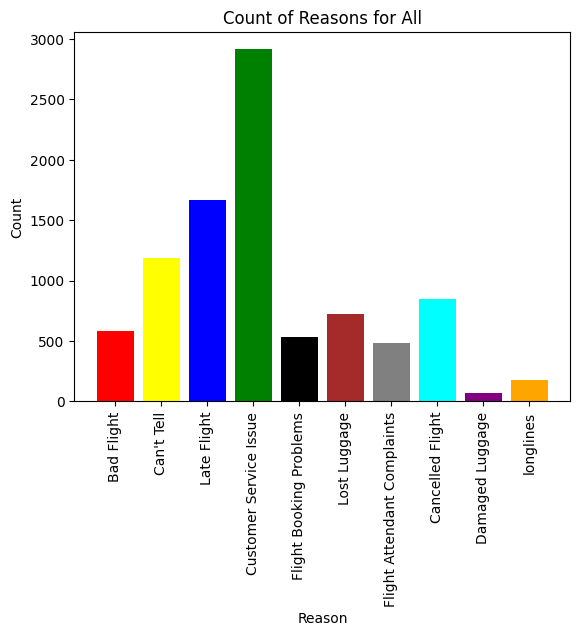 Count of Reasons for All
Count
3000
2500
2000
1500
1000
500
0
Bad Flight
Can't Tell
Late Flight
Customer Service Issue
Flight Booking Problems
Lost Luggage
Flight Attendant Complaints
Cancelled Flight
Damaged Luggage
longlines
Reason